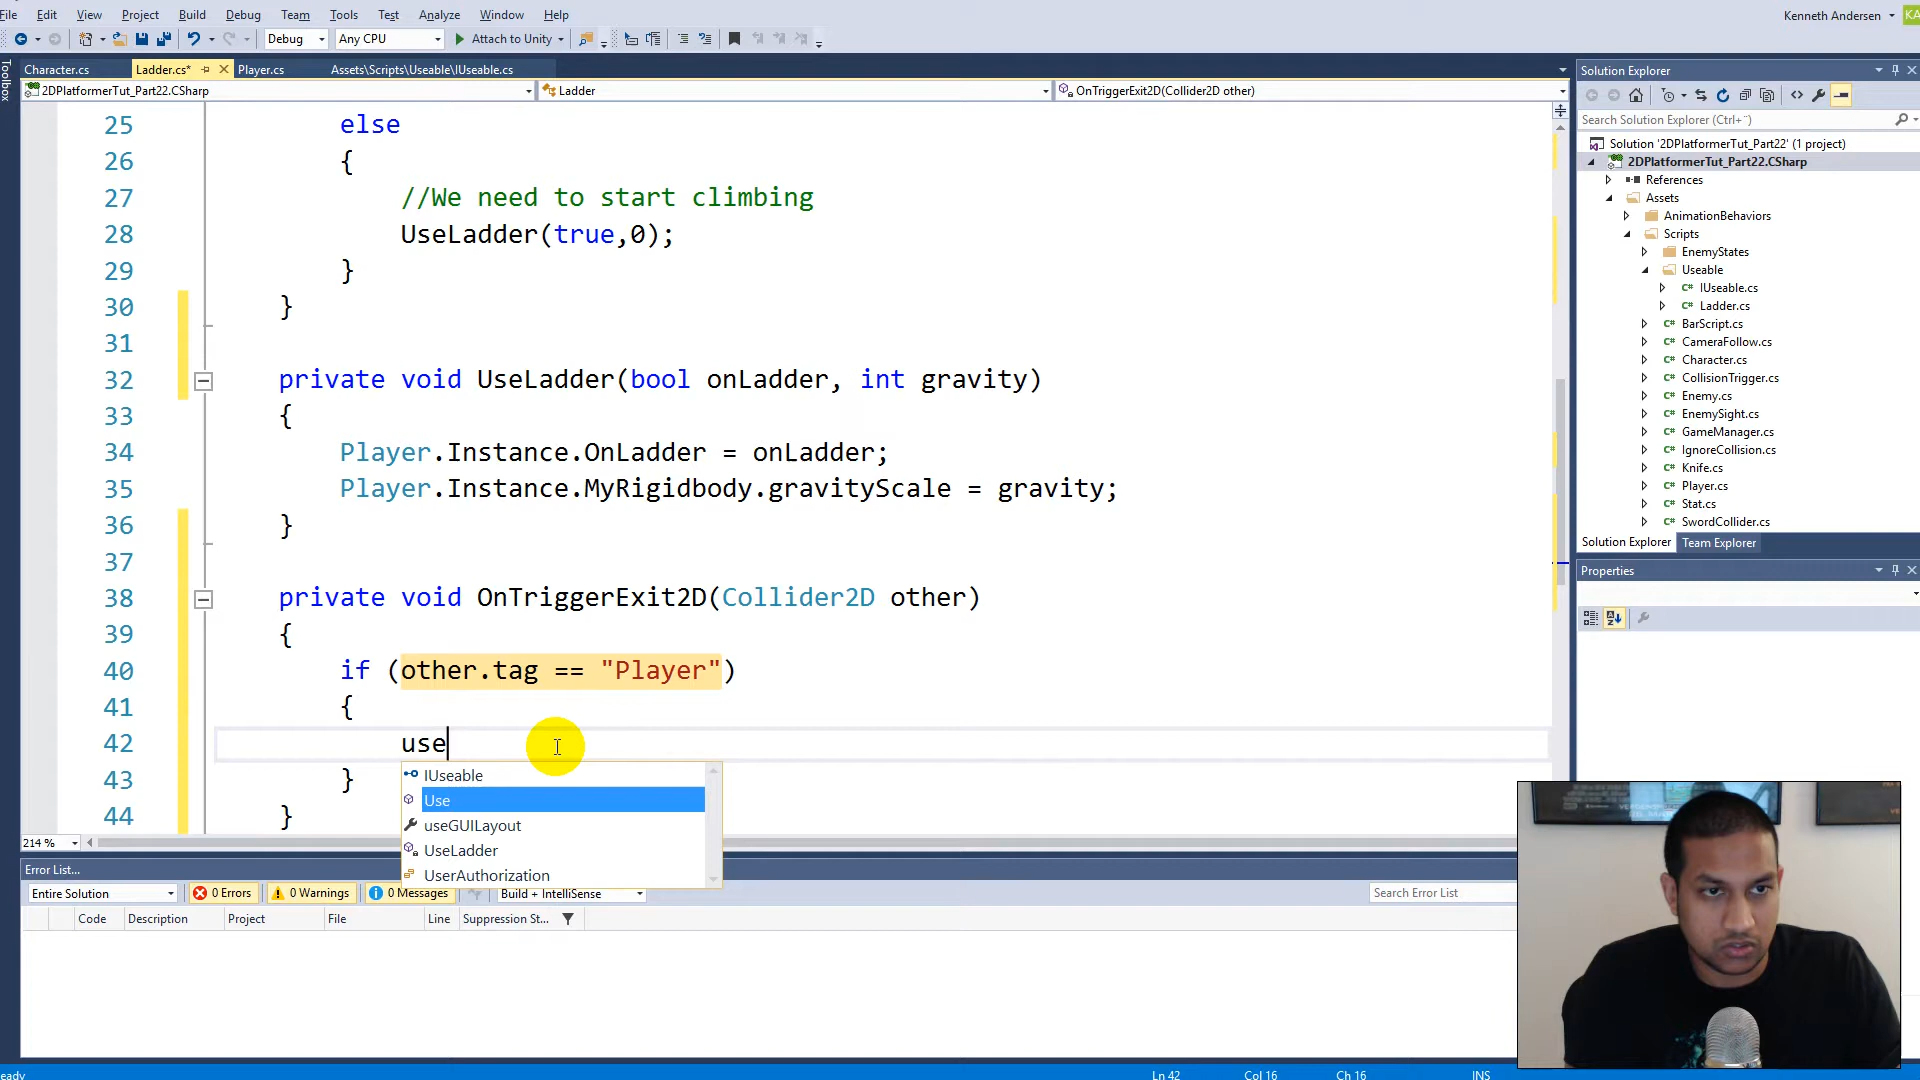 File Edit View Project Build Debug Team Tools Test Analyze Window Help
Kenneth Andersen
KA
Debug Any CPU Attach to Unity
Toolbox
Character.cs Ladder.cs* Player.cs Assets\Scripts\Useable\IUseable.cs
2DPlatformerTut_Part22.CSharp Ladder OnTriggerExit2D(Collider2D other)
25 else
26 {
27 //We need to start climbing
28 UseLadder(true,0);
29 }
30 }
31
32 private void UseLadder(bool onLadder, int gravity)
33 {
34 Player.Instance.OnLadder = onLadder;
35 Player.Instance.MyRigidbody.gravityScale = gravity;
36 }
37
38 private void OnTriggerExit2D(Collider2D other)
39 {
40 if (other.tag == "Player")
41 {
42 use
43 }
44 }
IUseable
Use
useGUILayout
UseLadder
UserAuthorization
214 %
Error List...
Entire Solution 0 Errors 0 Warnings 0 Messages Build + IntelliSense Search Error List
Code Description Project File Line Suppression St...
eady Ln 42 Col 16 Ch 16 INS
Solution Explorer
Search Solution Explorer (Ctrl+¨)
Solution '2DPlatformerTut_Part22' (1 project)
2DPlatformerTut_Part22.CSharp
References
Assets
AnimationBehaviors
Scripts
EnemyStates
Useable
IUseable.cs
Ladder.cs
BarScript.cs
CameraFollow.cs
Character.cs
CollisionTrigger.cs
Enemy.cs
EnemySight.cs
GameManager.cs
IgnoreCollision.cs
Knife.cs
Player.cs
Stat.cs
SwordCollider.cs
Solution Explorer Team Explorer
Properties